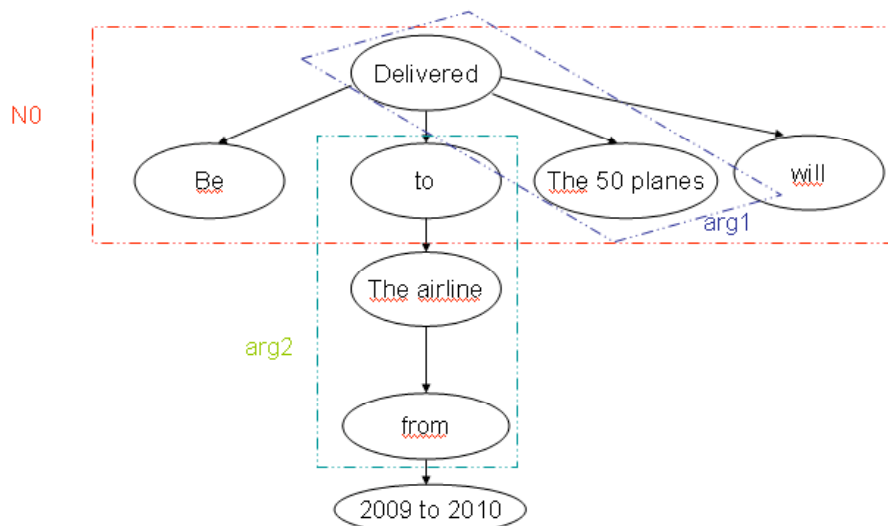 Delivered
N0
Be
to
The 50 planes
will
arg1
The airline
arg2
from
2009 to 2010